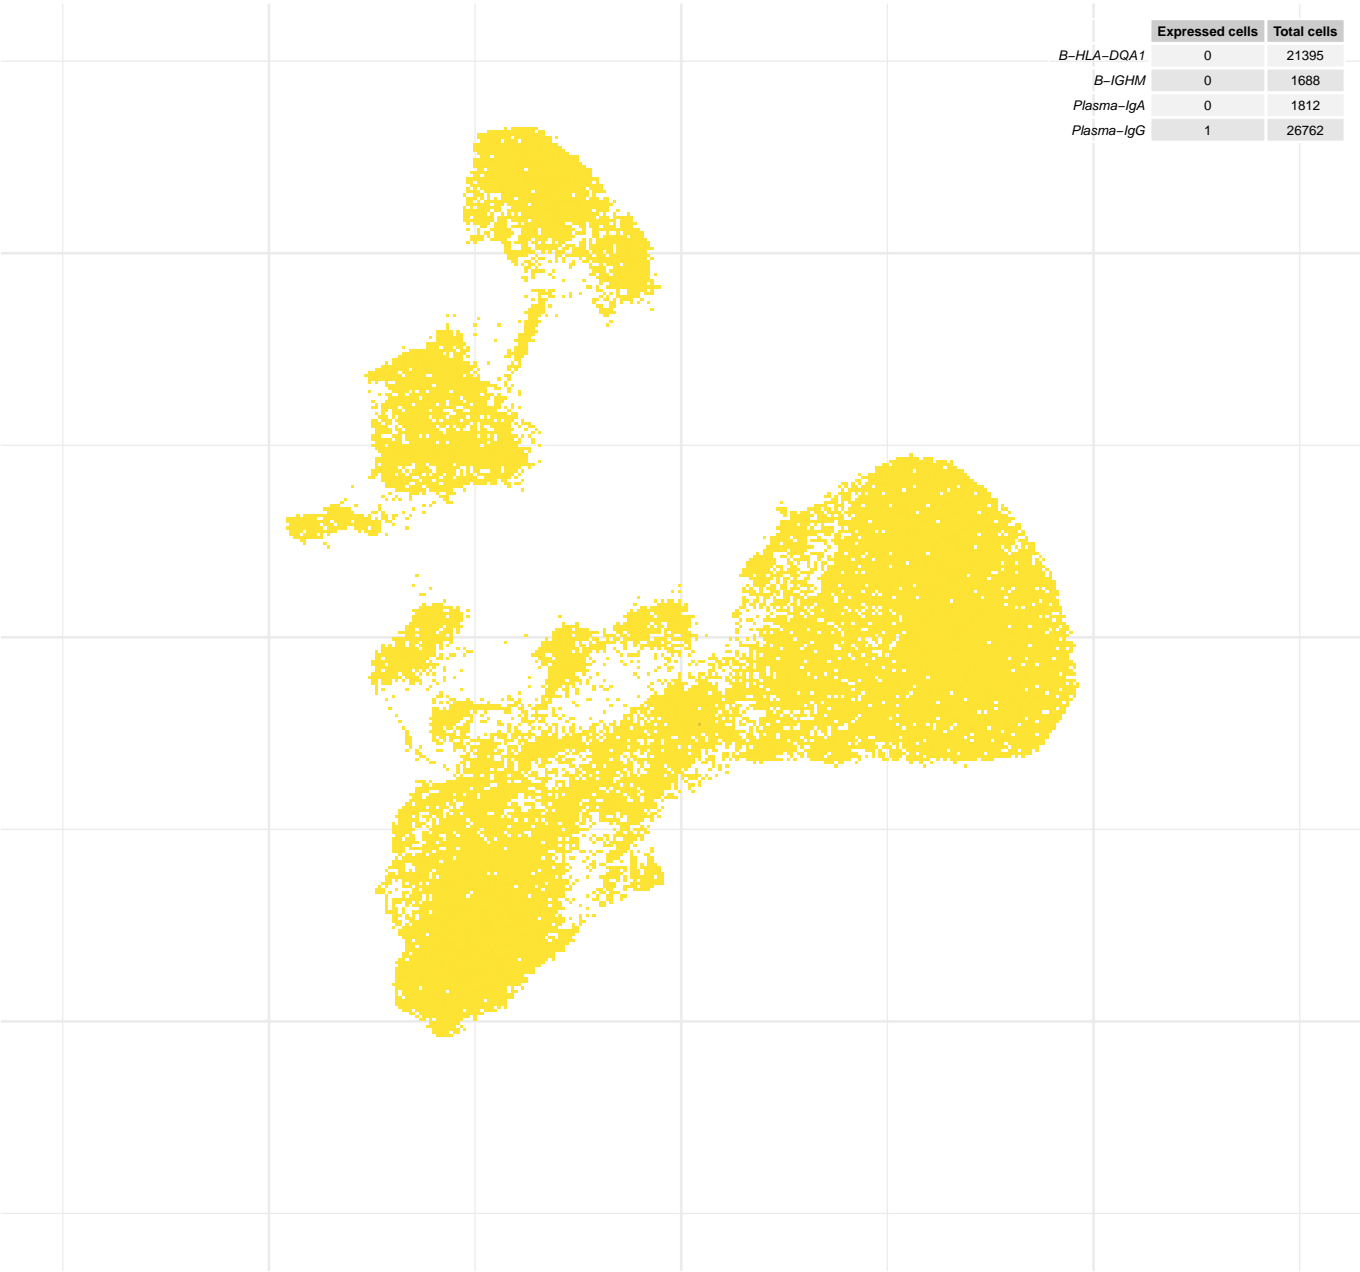 Expressed cells Total cells
B−HLA−DQA1 0 21395
B−IGHM 0 1688
Plasma−IgA 0 1812
Plasma−IgG 1 26762